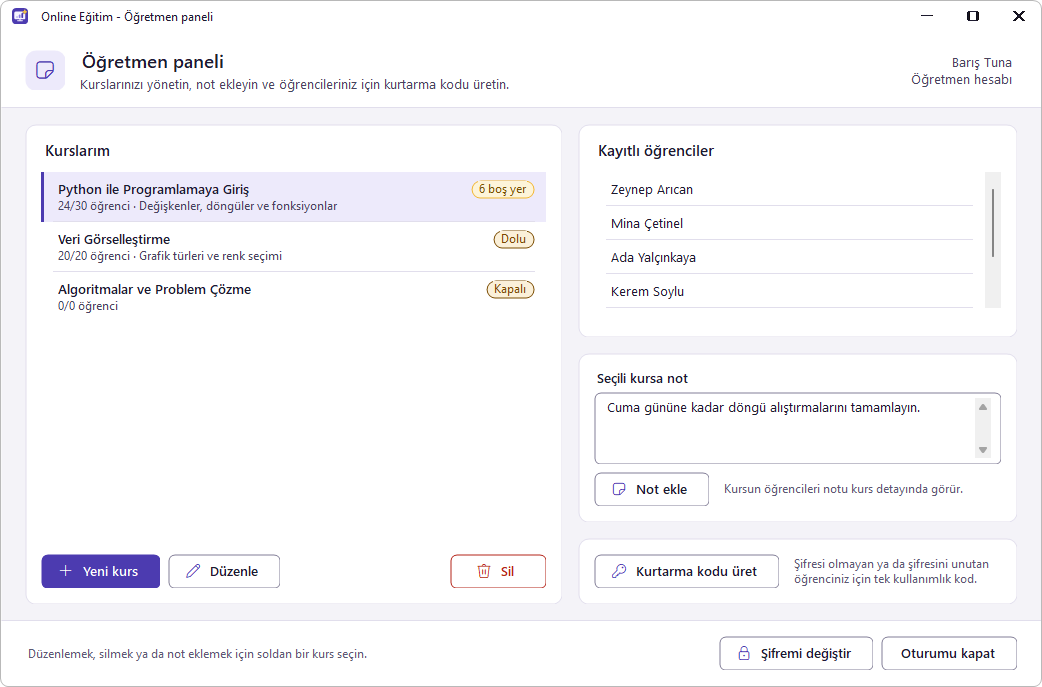 Online Eğitim - Öğretmen paneli
Öğretmen paneli
Kurslarınızı yönetin, not ekleyin ve öğrencileriniz için kurtarma kodu üretin.
Barış Tuna
Öğretmen hesabı
Kurslarım
Python ile Programlamaya Giriş
6 boş yer
24/30 öğrenci · Değişkenler, döngüler ve fonksiyonlar
Veri Görselleştirme
Dolu
20/20 öğrenci · Grafik türleri ve renk seçimi
Algoritmalar ve Problem Çözme
Kapalı
0/0 öğrenci
Yeni kurs
Düzenle
Sil
Kayıtlı öğrenciler
Zeynep Arıcan
Mina Çetinel
Ada Yalçınkaya
Kerem Soylu
Seçili kursa not
Cuma gününe kadar döngü alıştırmalarını tamamlayın.
Not ekle
Kursun öğrencileri notu kurs detayında görür.
Kurtarma kodu üret
Şifresi olmayan ya da şifresini unutan
öğrenciniz için tek kullanımlık kod.
Düzenlemek, silmek ya da not eklemek için soldan bir kurs seçin.
Şifremi değiştir
Oturumu kapat